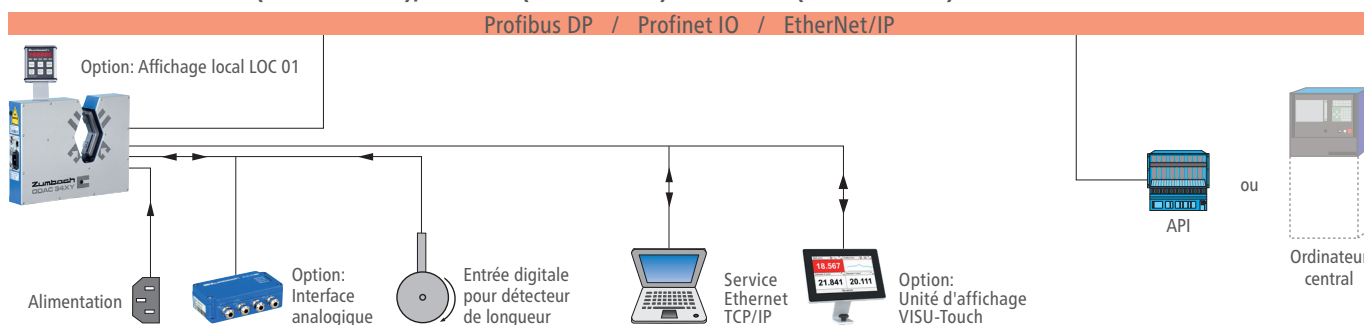 Profibus DP / Profinet IO / EtherNet/IP
Option: Affichage local LOC 01
Zumbach
ODAC 34XY
Alimentation
Option:
Interface
analogique
Entrée digitale
pour détecteur
de longueur
Service
Ethernet
TCP/IP
18.567
21.841 20.111
Option:
Unité d'affichage
VISU-Touch
API
ou
Ordinateur
central